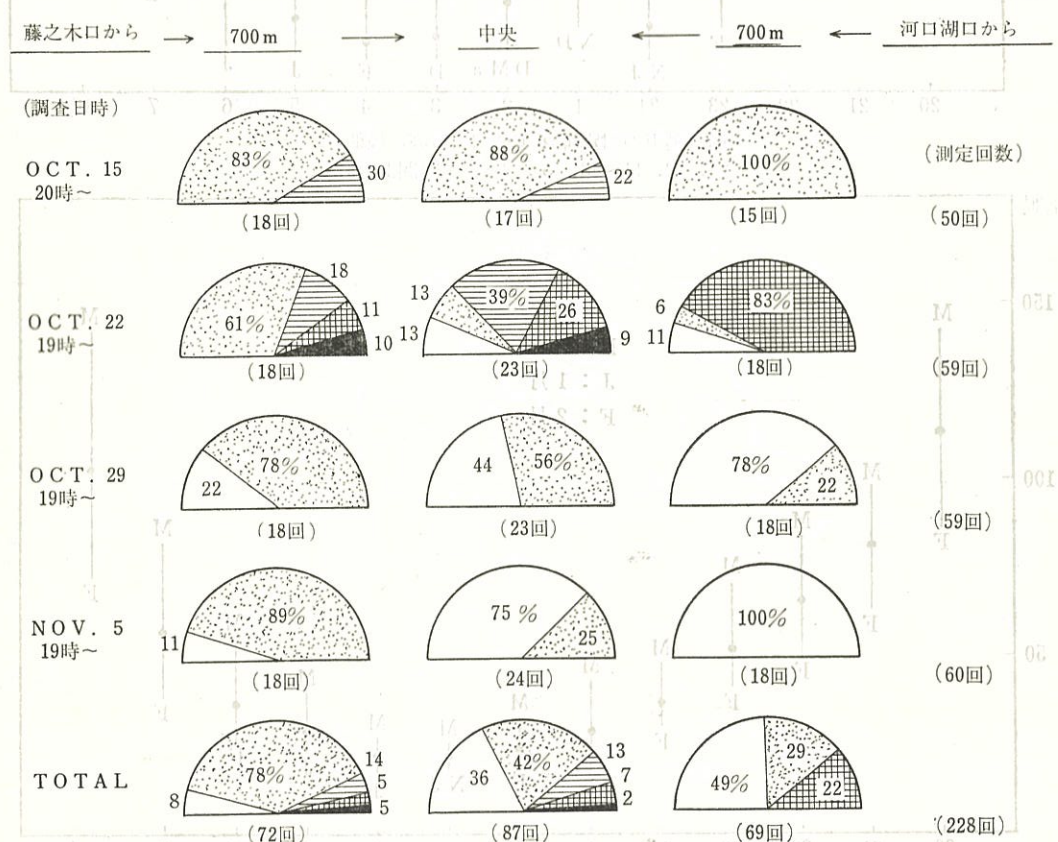 藤之木口から → 700m → 中央 ← 700m ← 河口湖口から
(調査日時)
(測定回数)
OCT. 15
20時~
83% 30
(18回)
88% 22
(17回)
100%
(15回)
(50回)
OCT. 22
19時~
61% 18 11 10
(18回)
13 13 39% 26 9
(23回)
11 6 83%
(18回)
(59回)
OCT. 29
19時~
22 78%
(18回)
44 56%
(23回)
78% 22
(18回)
(59回)
NOV. 5
19時~
11 89%
(18回)
75% 25
(24回)
100%
(18回)
(60回)
TOTAL
8 78% 14 5 5
(72回)
36 42% 13 7 2
(87回)
49% 29 22
(69回)
(228回)